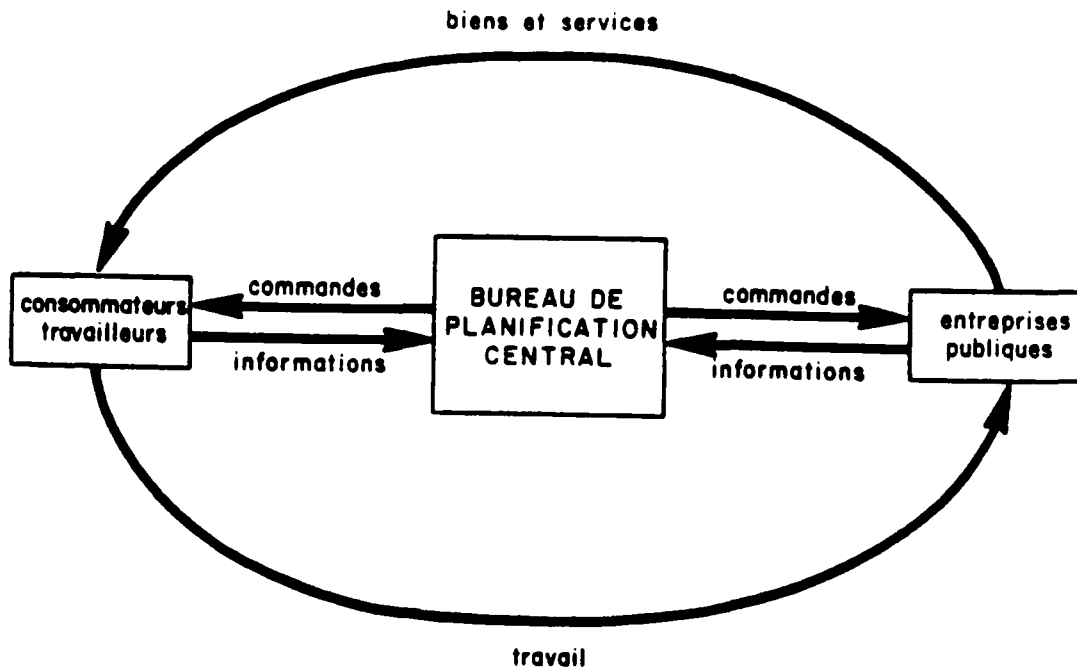 biens et services
consommateurs
travailleurs
commandes
informations
BUREAU DE
PLANIFICATION
CENTRAL
commandes
informations
entreprises
publiques
travail